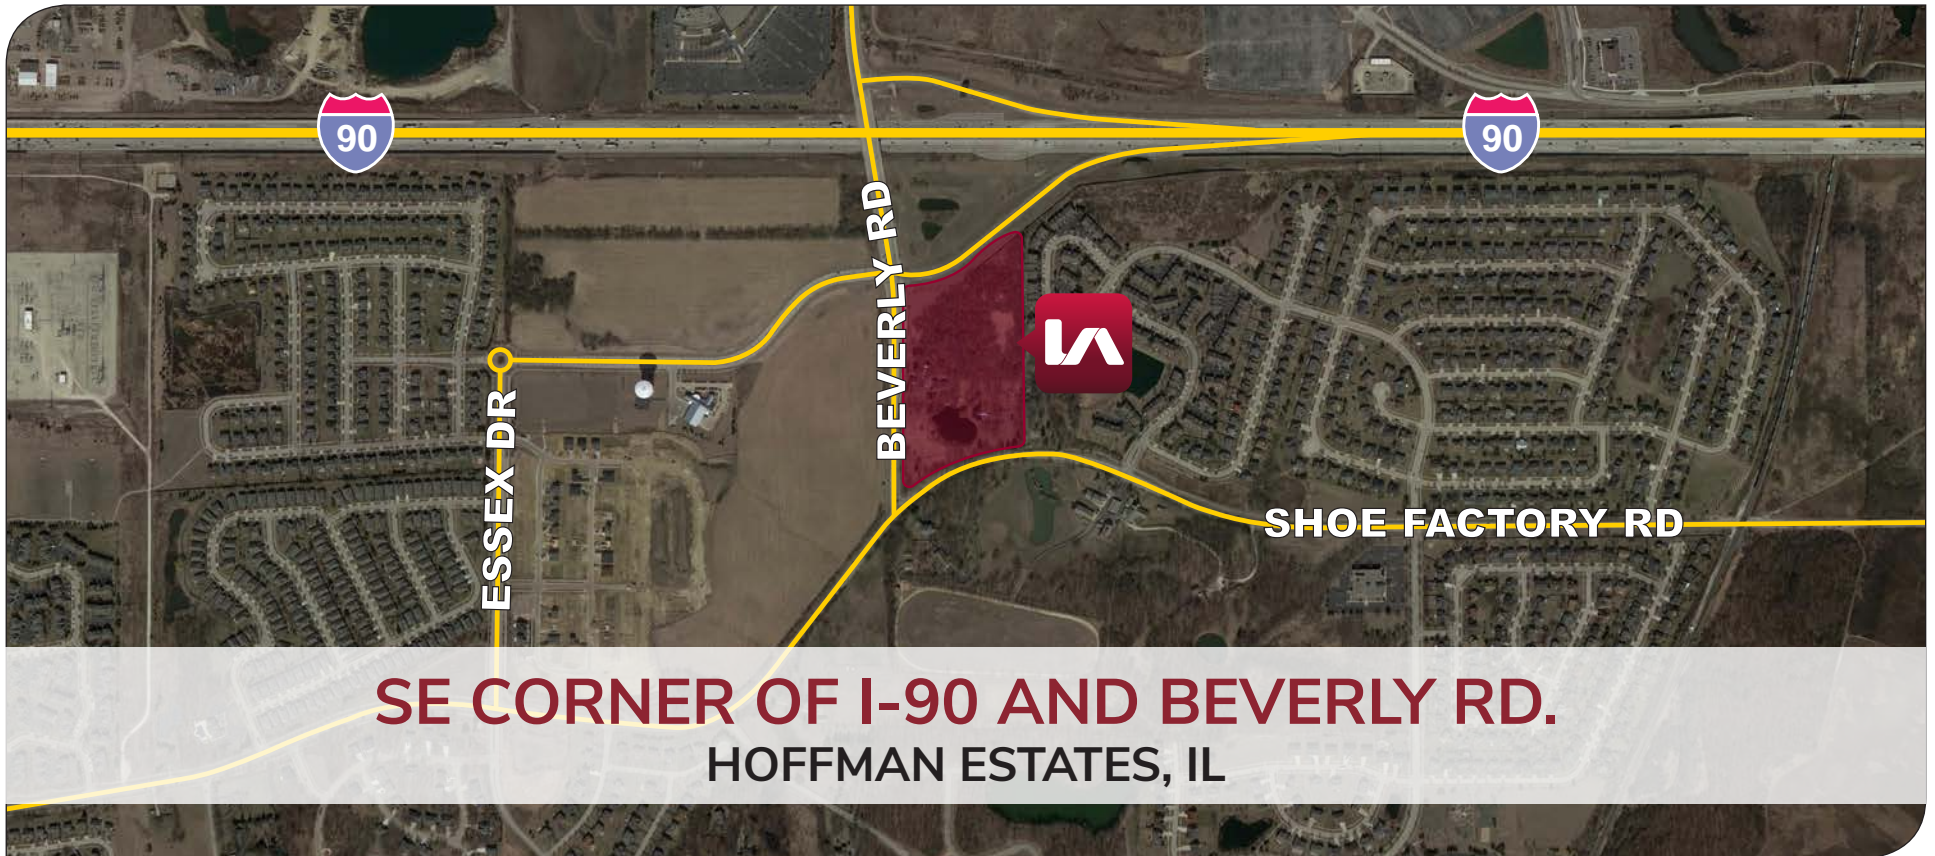 90
90
BEVERLY RD
ESSEX DR
SHOE FACTORY RD
SE CORNER OF I-90 AND BEVERLY RD.
HOFFMAN ESTATES, IL